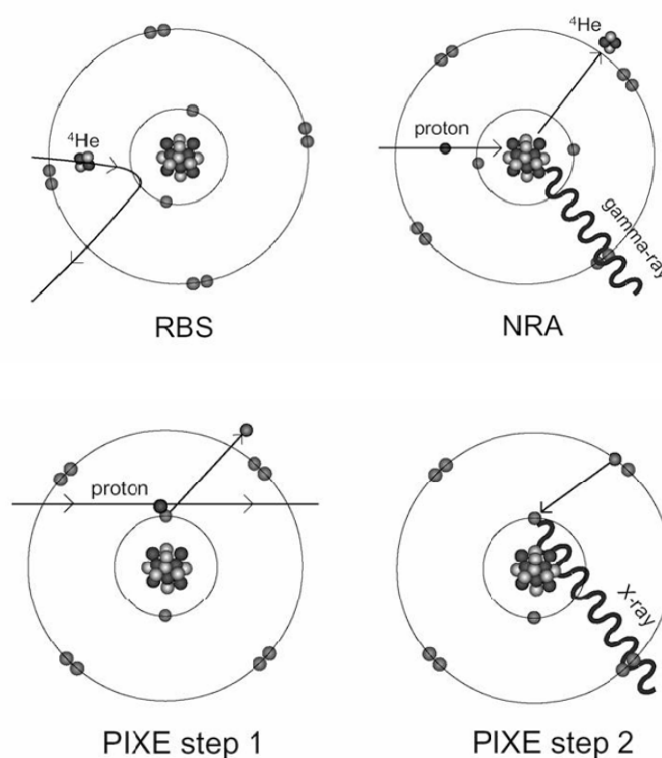 ⁴He
RBS
⁴He
proton
gamma-ray
NRA
proton
PIXE step 1
X-ray
PIXE step 2